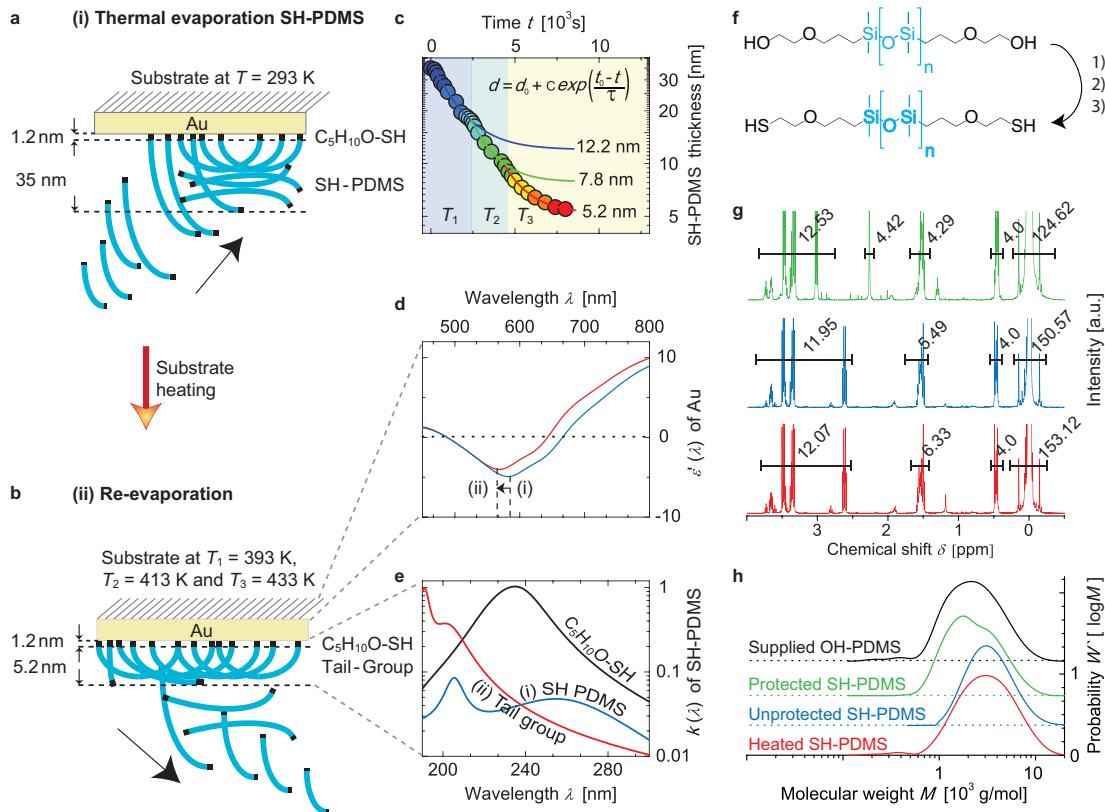 a (i) Thermal evaporation SH-PDMS
Substrate at T = 293 K
Au
1.2 nm
C5H10O-SH
35 nm
SH-PDMS
Substrate heating
b (ii) Re-evaporation
Substrate at T1 = 393 K,
T2 = 413 K and T3 = 433 K
Au
1.2 nm
C5H10O-SH
5.2 nm
Tail-Group
c
Time t [10³s]
0 5 10
d = d0 + C exp(t0 - t / τ)
30
20
10
5
SH-PDMS thickness [nm]
12.2 nm
7.8 nm
5.2 nm
T1 T2 T3
d
Wavelength λ [nm]
500 600 700 800
10
0
-10
ε' (λ) of Au
(ii) (i)
e
1
0.1
0.01
k (λ) of SH-PDMS
C5H10O-SH
(i) SH PDMS
(ii) Tail group
200 240 280
Wavelength λ [nm]
f
HO O Si O Si n O OH
1)
2)
3)
HS O Si O Si n O SH
g
12.53 4.42 4.29 4.0 124.62
11.95 5.49 4.0 150.57
12.07 6.33 4.0 153.12
Intensity [a.u.]
3 2 1 0
Chemical shift δ [ppm]
h
Supplied OH-PDMS
Protected SH-PDMS
Unprotected SH-PDMS
Heated SH-PDMS
1
0
1 10
Molecular weight M [10³ g/mol]